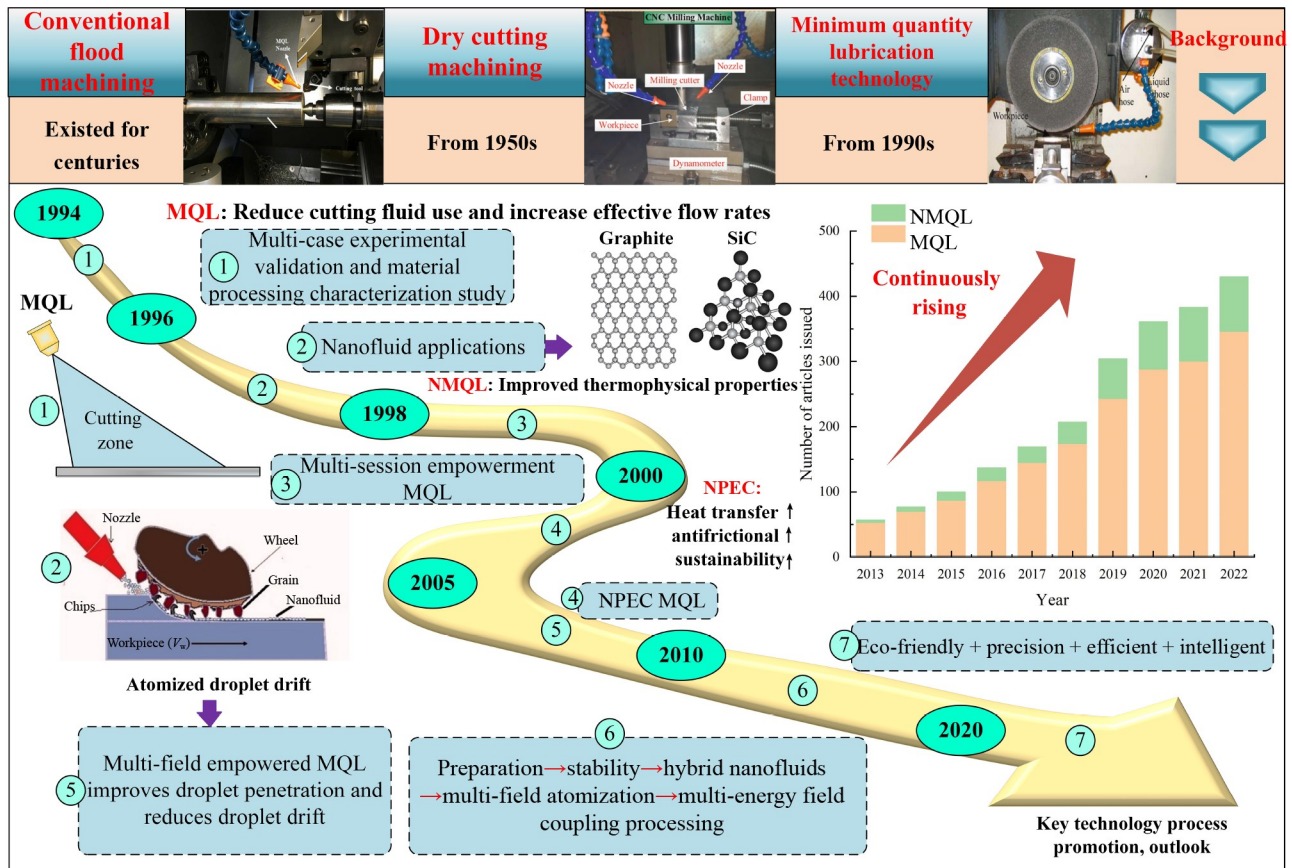 Conventional
flood
machining
Existed for
centuries
MQL
Nozzle
Cutting tool
Dry cutting
machining
From 1950s
CNC Milling Machine
Nozzle
Milling cutter
Nozzle
Clamp
Workpiece
Dynamometer
Minimum quantity
lubrication
technology
From 1990s
Air
hose
Liquid
hose
Workpiece
Background
1994
1
1996
2
1998
3
2000
4
2005
5
2010
6
2020
7
MQL: Reduce cutting fluid use and increase effective flow rates
1
Multi-case experimental
validation and material
processing characterization study
2
Nanofluid applications
Graphite
SiC
NMQL: Improved thermophysical properties
MQL
1
Cutting
zone
3
Multi-session empowerment
MQL
NPEC:
Heat transfer ↑
antifrictional ↑
sustainability↑
4
NPEC MQL
2
Nozzle
Wheel
Grain
Nanofluid
Chips
Workpiece (Vw)
Atomized droplet drift
5
Multi-field empowered MQL
improves droplet penetration and
reduces droplet drift
6
Preparation→stability→hybrid nanofluids
→multi-field atomization→multi-energy field
coupling processing
7
Eco-friendly + precision + efficient + intelligent
Key technology process
promotion, outlook
NMQL
MQL
Continuously
rising
Number of articles issued
500
400
300
200
100
0
2013 2014 2015 2016 2017 2018 2019 2020 2021 2022
Year